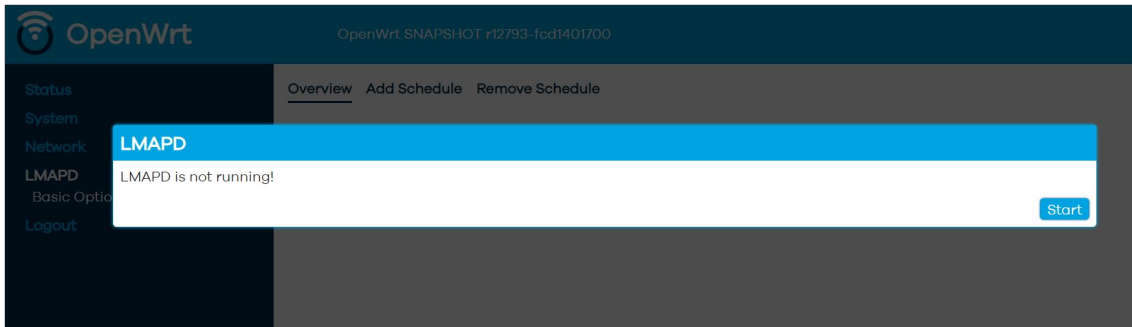 OpenWrt
OpenWrt SNAPSHOT r12793-fcd1401700
Status
System
Network
LMAPD
Basic Optio
Logout
Overview Add Schedule Remove Schedule
LMAPD
LMAPD is not running!
Start